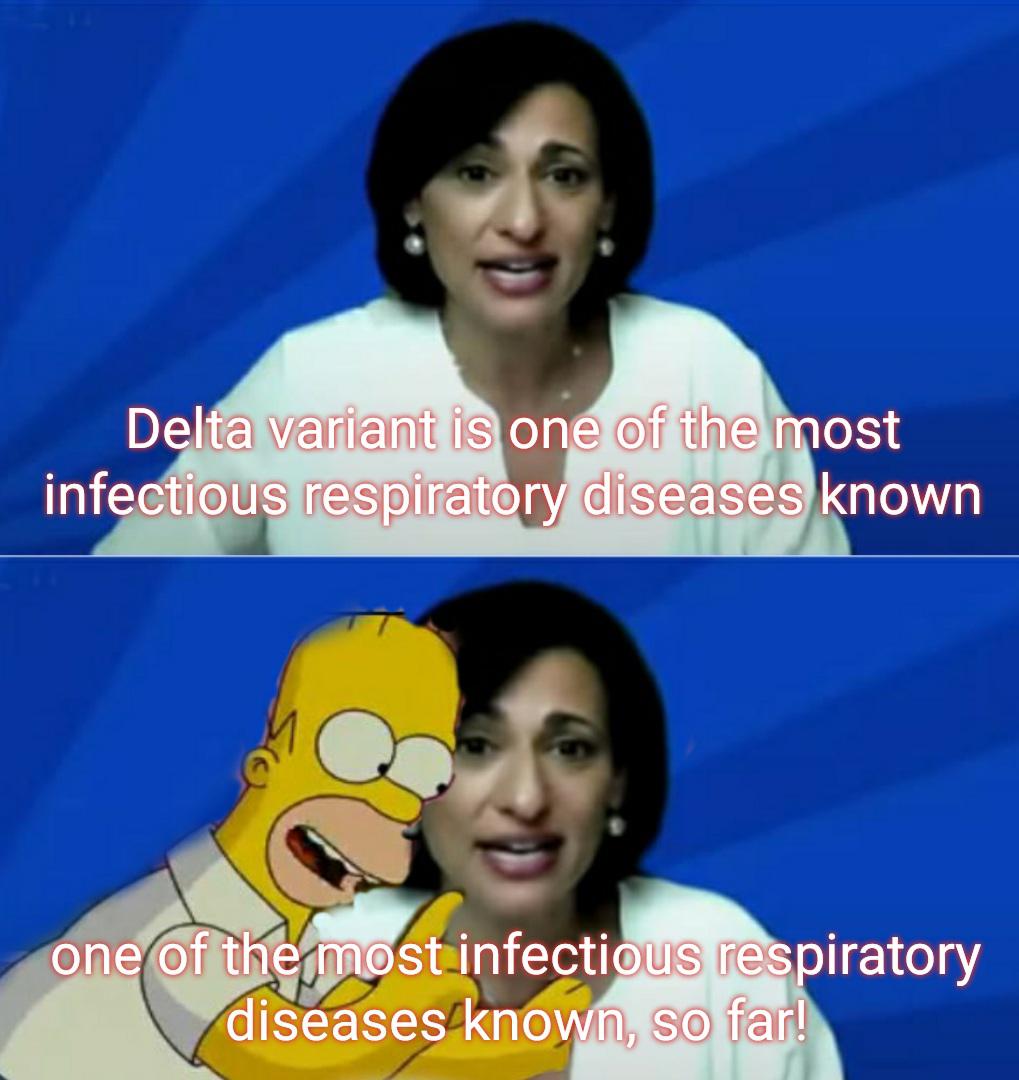 Delta variant is one of the most
infectious respiratory diseases known
one of the most infectious respiratory
diseases known, so far!